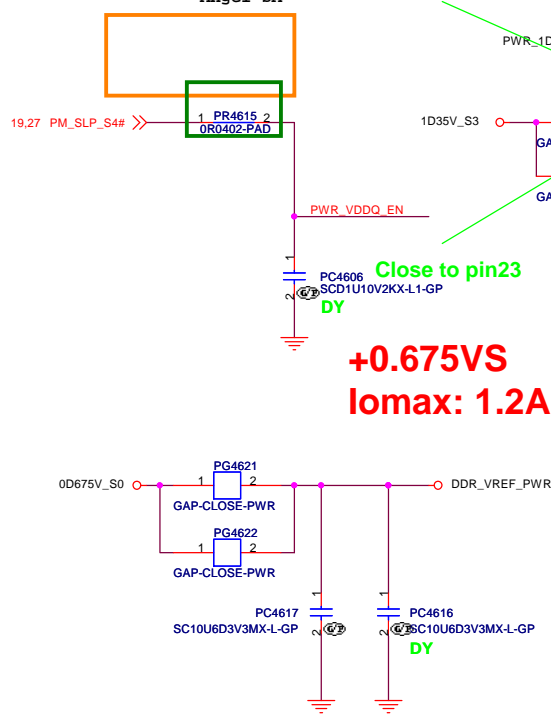 PWR_1D
19,27 PM_SLP_S4#
1 PR4615 2
0R0402-PAD
1D35V_S3
GA
GA
PWR_VDDQ_EN
1
PC4606
SCD1U10V2KX-L1-GP
2
DY
Close to pin23
+0.675VS
Iomax: 1.2A
PG4621
0D675V_S0
1 2
DDR_VREF_PWR
GAP-CLOSE-PWR
PG4622
1 2
GAP-CLOSE-PWR
1
PC4617
SC10U6D3V3MX-L-GP
2
1
PC4616
SC10U6D3V3MX-L-GP
2
DY